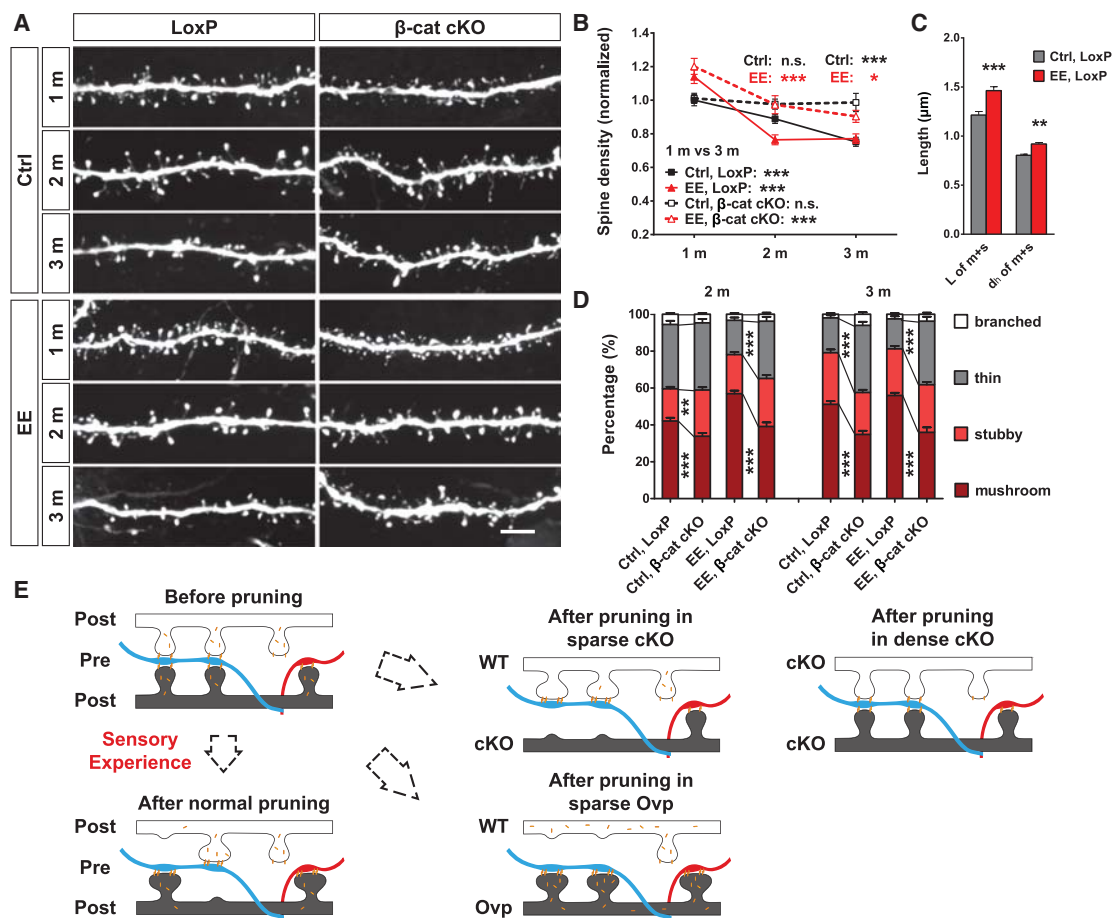 A
LoxP
β-cat cKO
Ctrl
1 m
2 m
3 m
EE
1 m
2 m
3 m
B
Spine density (normalized)
1.4
1.2
1.0
0.8
0.6
0.4
0.2
Ctrl: n.s.
EE: ***
Ctrl: ***
EE: *
1 m vs 3 m
Ctrl, LoxP: ***
EE, LoxP: ***
Ctrl, β-cat cKO: n.s.
EE, β-cat cKO: ***
1 m
2 m
3 m
C
Length (μm)
2.0
1.5
1.0
0.5
0.0
Ctrl, LoxP
EE, LoxP
***
**
L of m+s
dh of m+s
D
2 m
3 m
Percentage (%)
100
80
60
40
20
0
**
***
***
***
***
***
***
***
Ctrl, LoxP
Ctrl, β-cat cKO
EE, LoxP
EE, β-cat cKO
Ctrl, LoxP
Ctrl, β-cat cKO
EE, LoxP
EE, β-cat cKO
branched
thin
stubby
mushroom
E
Before pruning
Post
Pre
Post
Sensory
Experience
After normal pruning
Post
Pre
Post
After pruning in
sparse cKO
WT
cKO
After pruning
in dense cKO
cKO
cKO
After pruning in
sparse Ovp
WT
Ovp